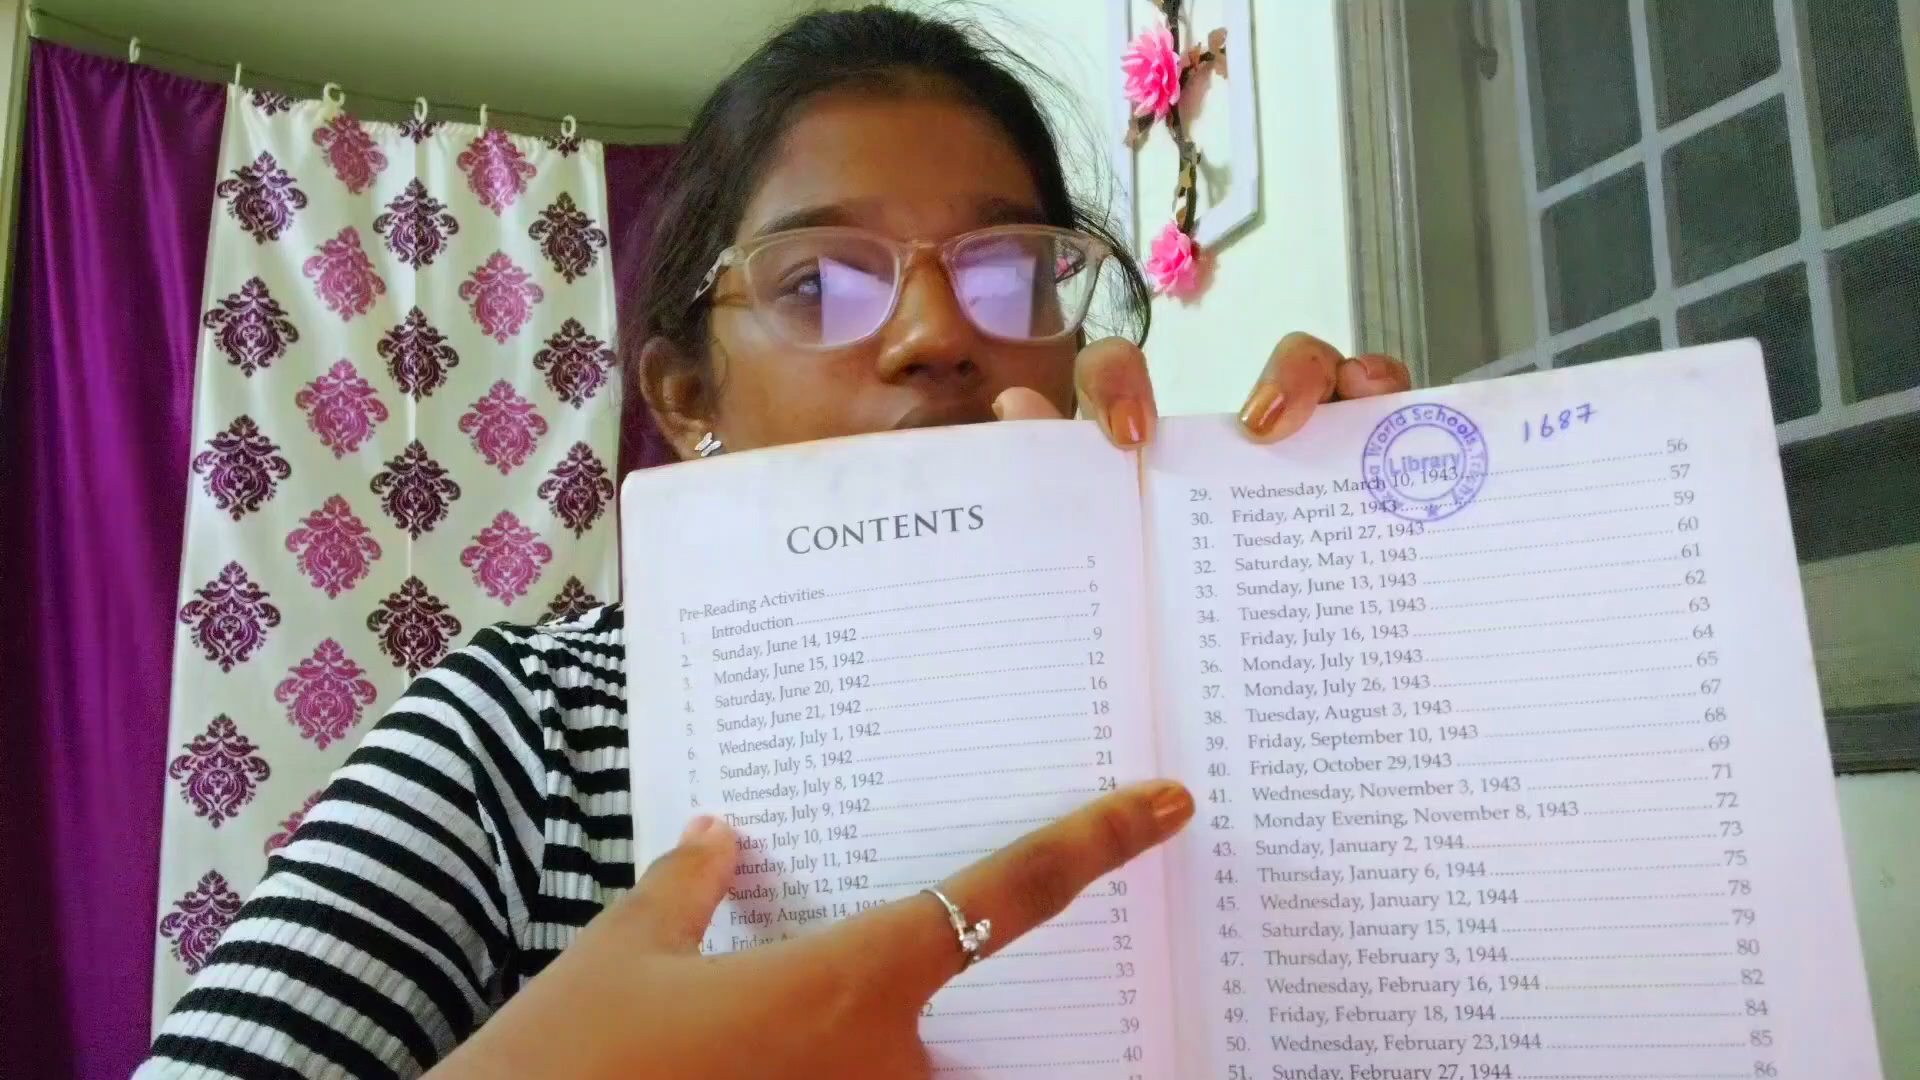 CONTENTS
Pre-Reading Activities.....5
1. Introduction.....6
2. Sunday, June 14, 1942.....7
3. Monday, June 15, 1942.....9
4. Saturday, June 20, 1942.....12
5. Sunday, June 21, 1942.....16
6. Wednesday, July 1, 1942.....18
7. Sunday, July 5, 1942.....20
8. Wednesday, July 8, 1942.....21
Thursday, July 9, 1942.....24
day, July 10, 1942
aturday, July 11, 1942
Sunday, July 12, 1942.....30
Friday, August 14, 1942.....31
14. Friday.....32
33
37
39
40
World Schools, Trichy
Library
1687
29. Wednesday, March 10, 1943.....56
30. Friday, April 2, 1943.....57
31. Tuesday, April 27, 1943.....59
32. Saturday, May 1, 1943.....60
33. Sunday, June 13, 1943.....61
34. Tuesday, June 15, 1943.....62
35. Friday, July 16, 1943.....63
36. Monday, July 19,1943.....64
37. Monday, July 26, 1943.....65
38. Tuesday, August 3, 1943.....67
39. Friday, September 10, 1943.....68
40. Friday, October 29,1943.....69
41. Wednesday, November 3, 1943.....71
42. Monday Evening, November 8, 1943.....72
43. Sunday, January 2, 1944.....73
44. Thursday, January 6, 1944.....75
45. Wednesday, January 12, 1944.....78
46. Saturday, January 15, 1944.....79
47. Thursday, February 3, 1944.....80
48. Wednesday, February 16, 1944.....82
49. Friday, February 18, 1944.....84
50. Wednesday, February 23,1944.....85
51. Sunday, February 27, 1944.....86